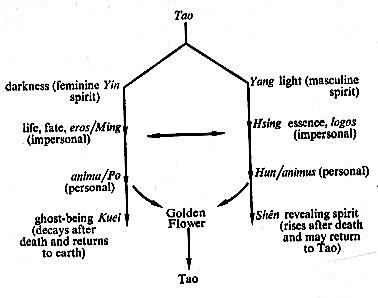 Tao
darkness (feminine Yin
spirit)
Yang light (masculine
spirit)
life, fate, eros/Ming
(impersonal)
Hsing essence, logos
(impersonal)
anima/Po
(personal)
Hun/animus (personal)
ghost-being Kuei
(decays after
death and returns
to earth)
Golden
Flower
Shên revealing spirit
(rises after death
and may return
to Tao)
Tao